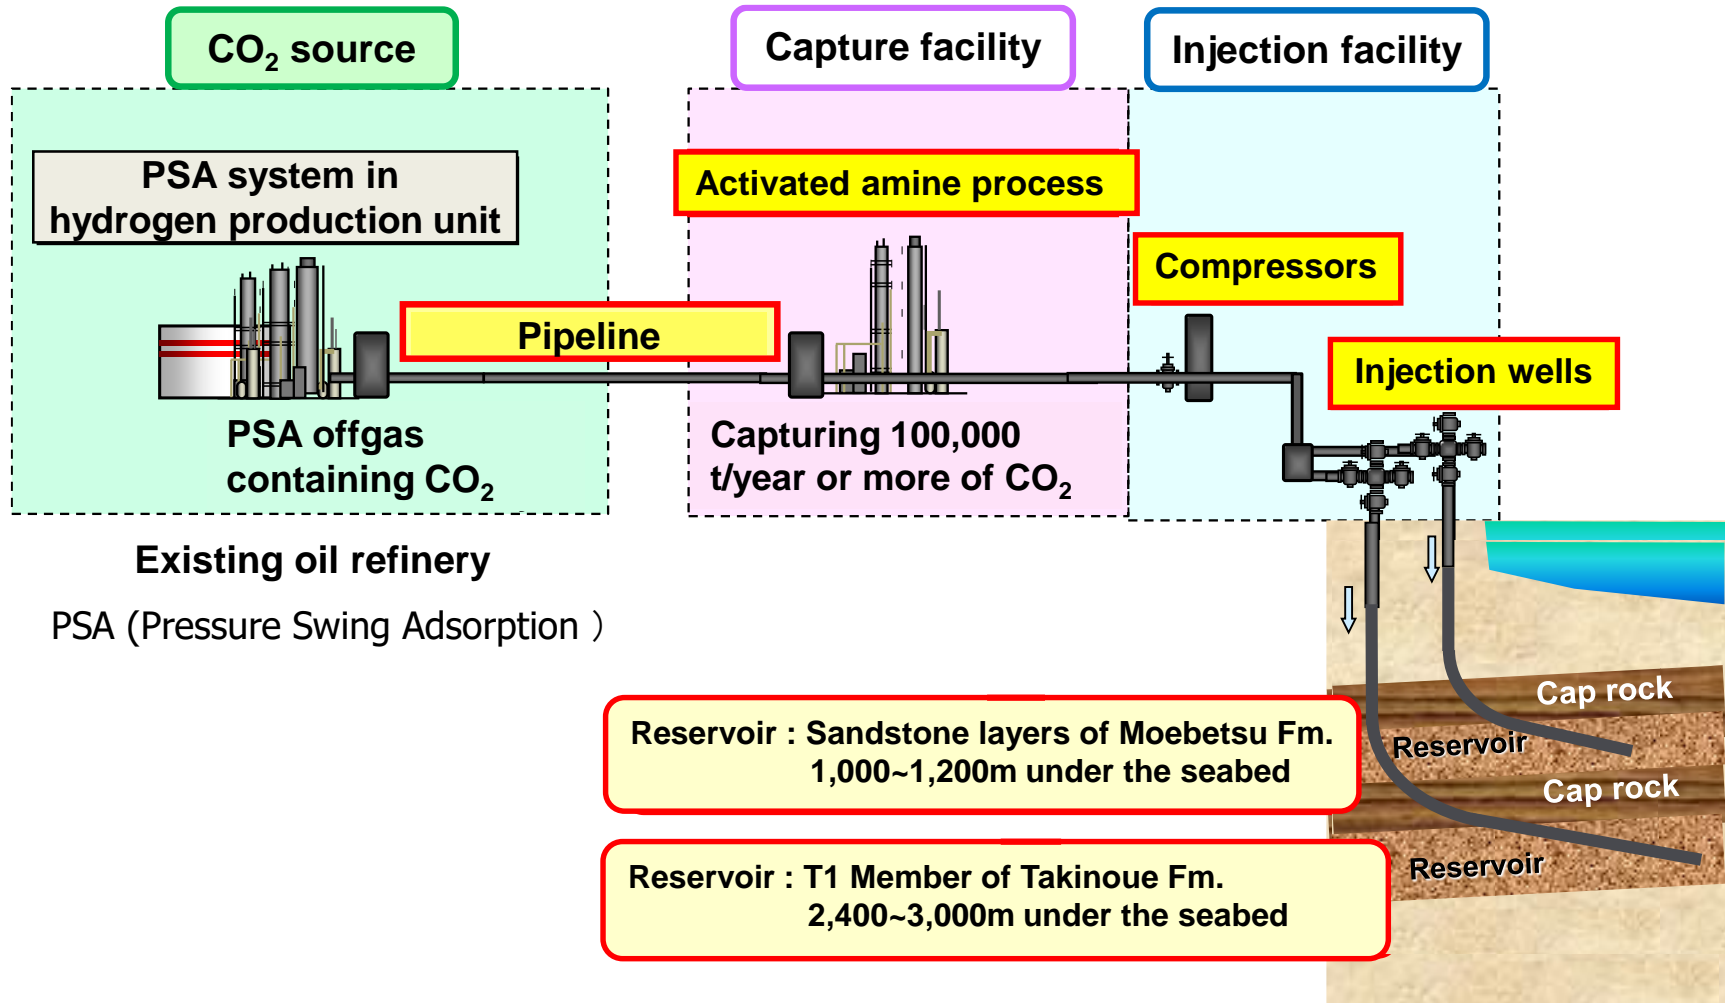 CO₂ source
Capture facility
Injection facility
PSA system in
hydrogen production unit
Activated amine process
Compressors
Pipeline
Injection wells
PSA offgas
containing CO₂
Capturing 100,000
t/year or more of CO₂
Existing oil refinery
PSA (Pressure Swing Adsorption ）
Cap rock
Reservoir
Cap rock
Reservoir
Reservoir : Sandstone layers of Moebetsu Fm.
1,000~1,200m under the seabed
Reservoir : T1 Member of Takinoue Fm.
2,400~3,000m under the seabed